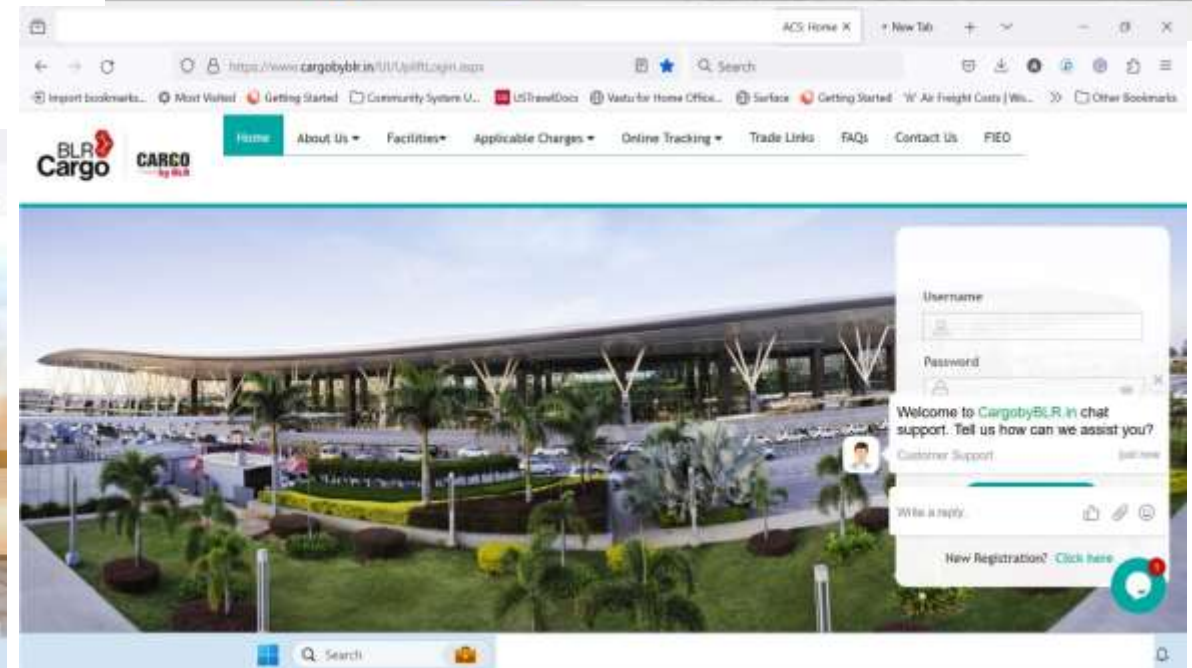 ACS: Home
New Tab
https://www.cargobyblr.in/UI/UpliftLogin.aspx
Search
Import bookmarks...
Most Visited
Getting Started
Community System U...
USTravelDocs
Vastu for Home Office...
Surface
Getting Started
Air Freight Costs | Wo...
Other Bookmarks
BLR
Cargo
CARGO
by BLR
Home
About Us
Facilities
Applicable Charges
Online Tracking
Trade Links
FAQs
Contact Us
FIEO
Username
Password
Welcome to CargobyBLR.in chat
support. Tell us how can we assist you?
Customer Support
just now
Write a reply..
New Registration? Click here
1
Search